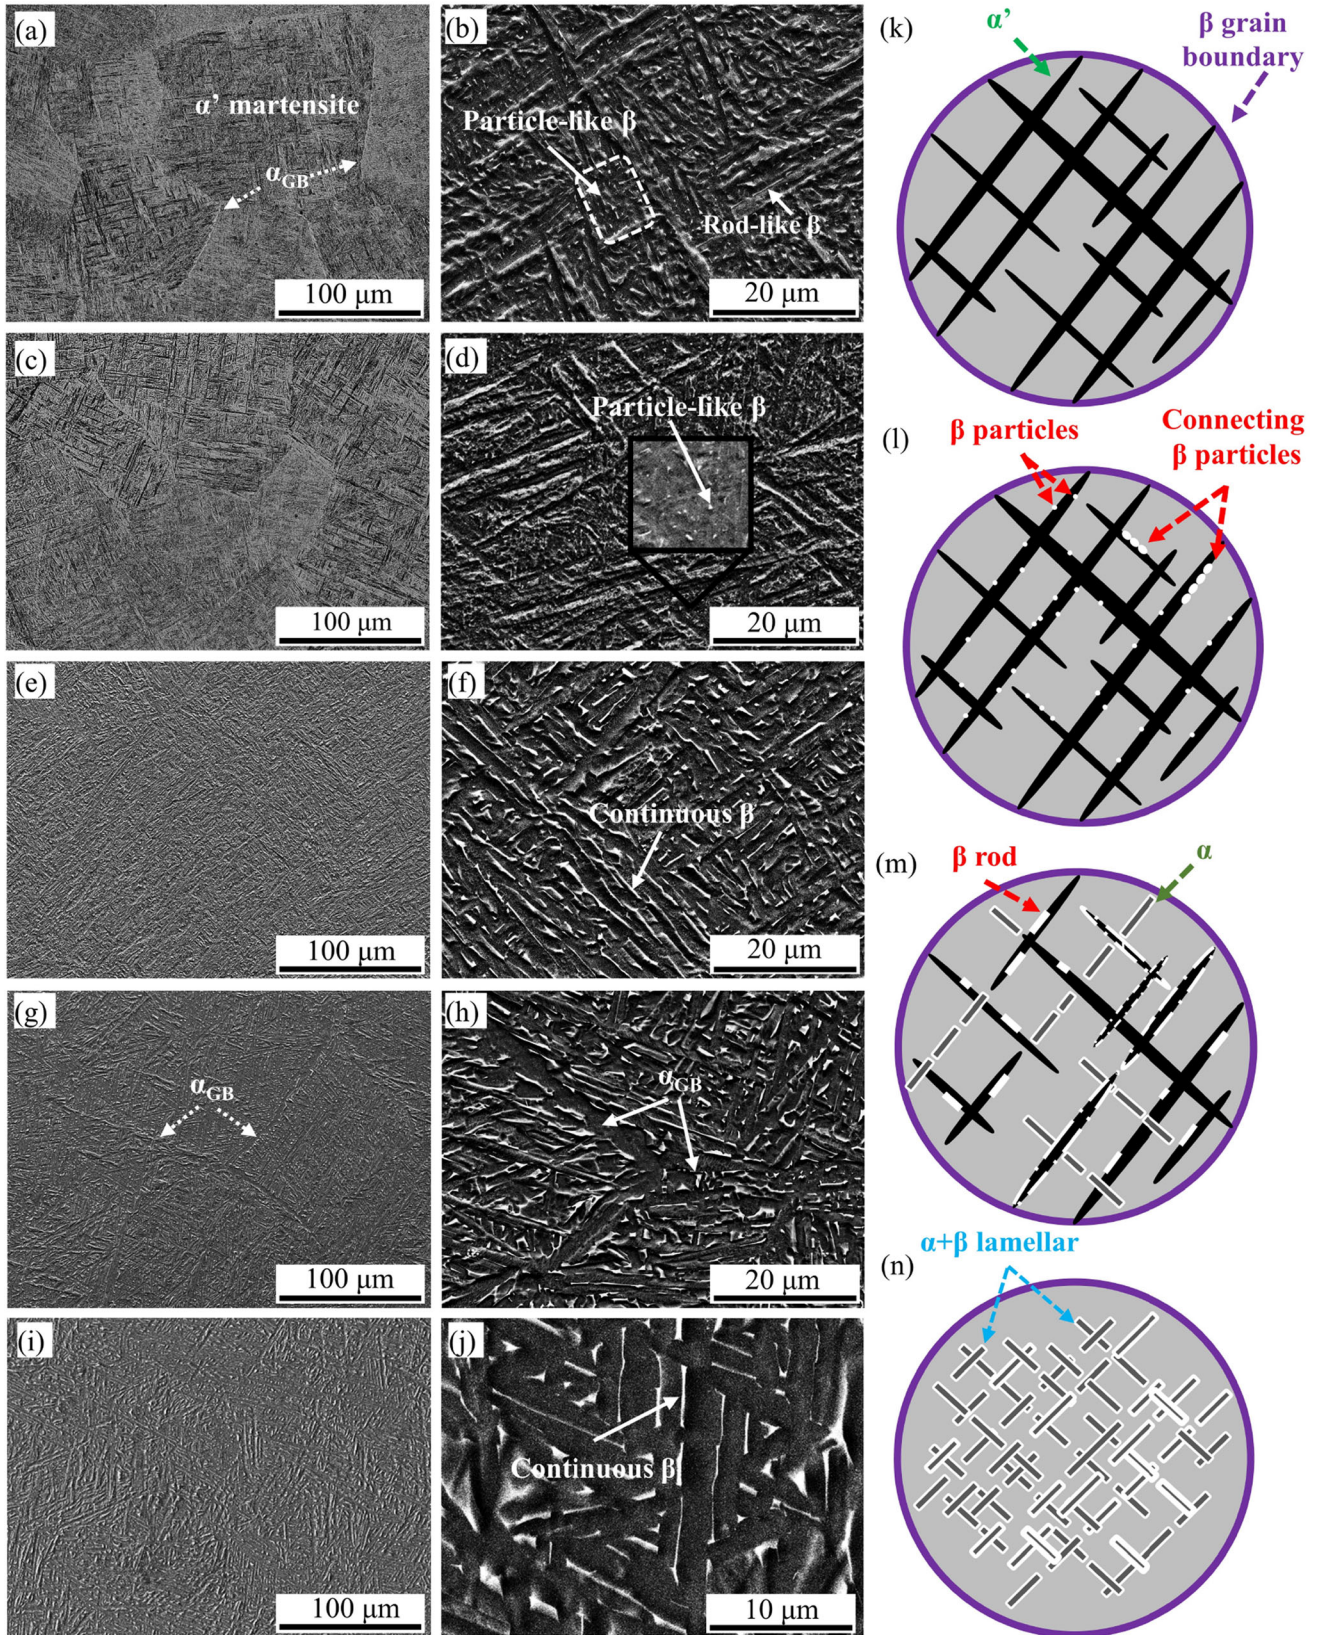 (a)
α’ martensite
αGB
100 μm
(b)
Particle-like β
Rod-like β
20 μm
(k)
α’
β grain
boundary
(c)
100 μm
(d)
Particle-like β
20 μm
(l)
β particles
Connecting
β particles
(e)
100 μm
(f)
Continuous β
20 μm
(m)
β rod
α
(g)
αGB
100 μm
(h)
αGB
20 μm
(n)
α+β lamellar
(i)
100 μm
(j)
Continuous β
10 μm